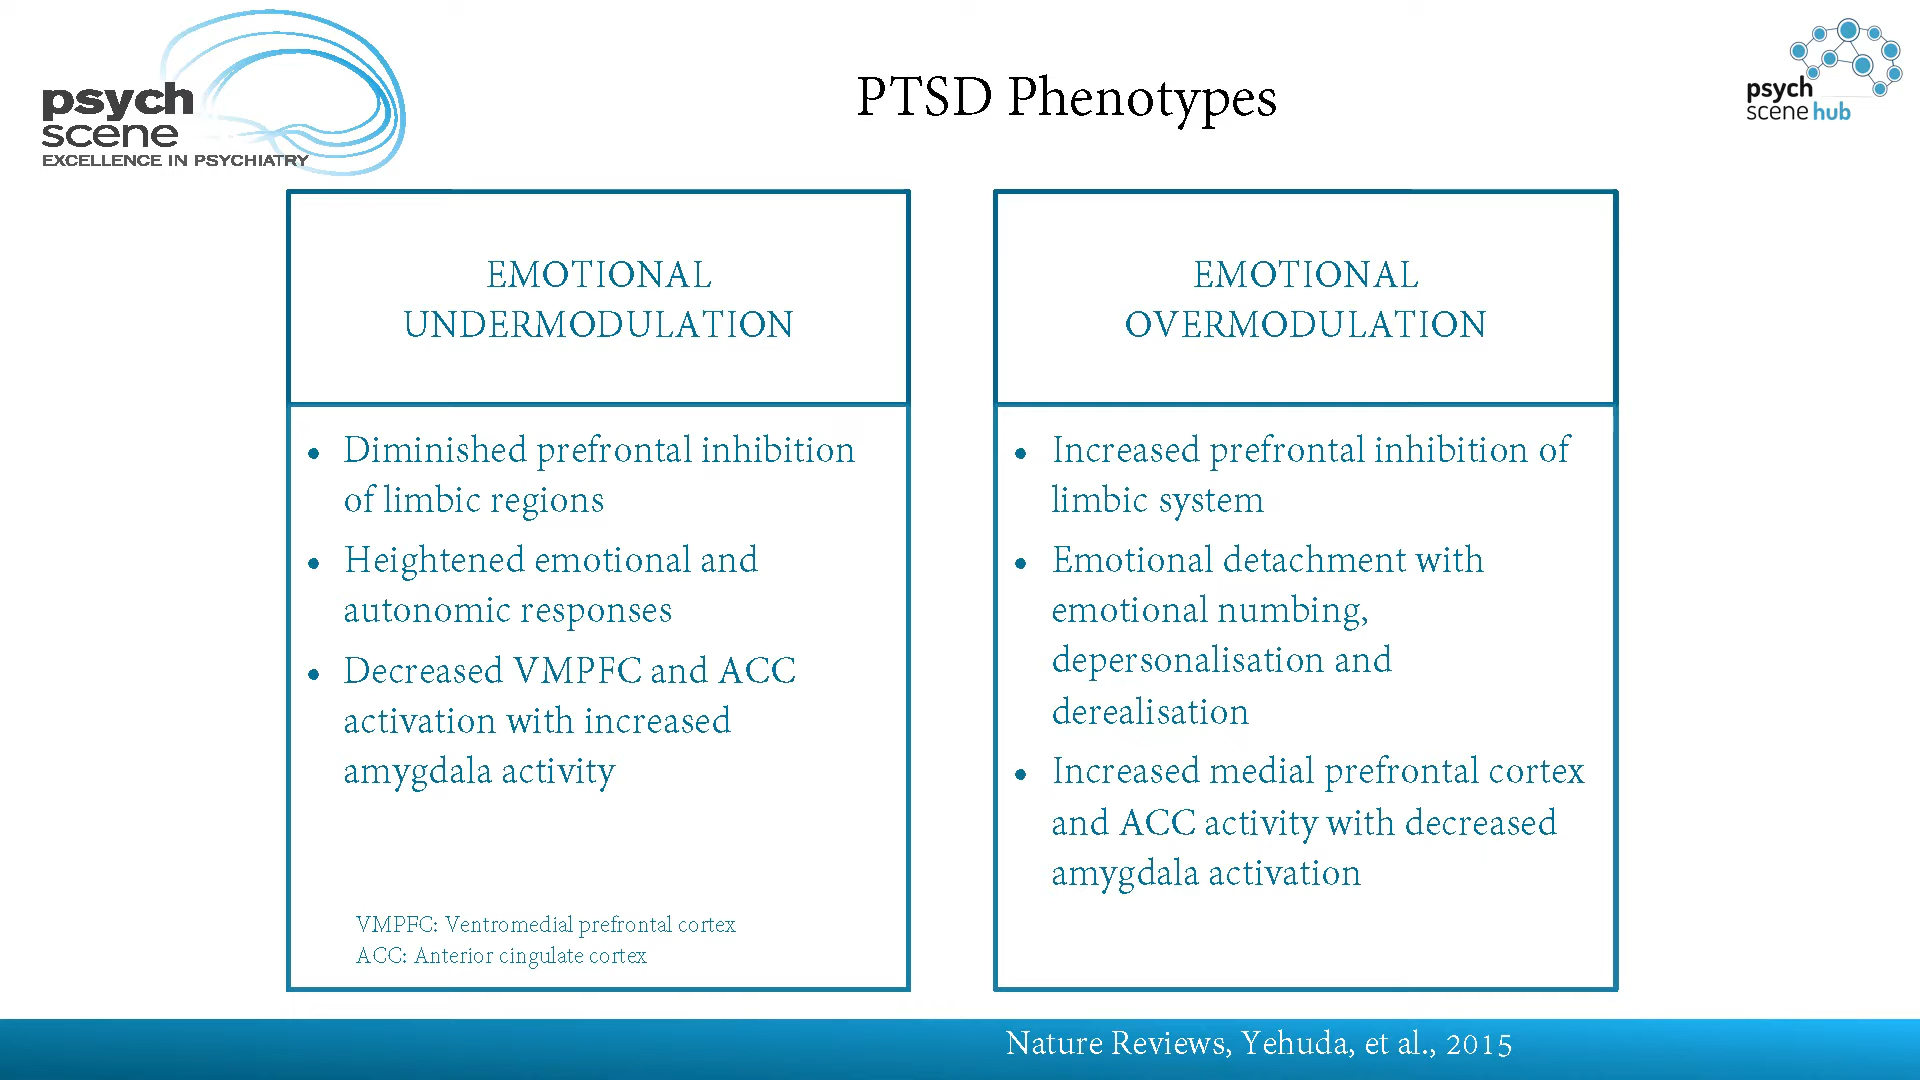 psych
scene
EXCELLENCE IN PSYCHIATRY
PTSD Phenotypes
psych
scene hub
EMOTIONAL
UNDERMODULATION
• Diminished prefrontal inhibition
of limbic regions
• Heightened emotional and
autonomic responses
• Decreased VMPFC and ACC
activation with increased
amygdala activity
VMPFC: Ventromedial prefrontal cortex
ACC: Anterior cingulate cortex
EMOTIONAL
OVERMODULATION
• Increased prefrontal inhibition of
limbic system
• Emotional detachment with
emotional numbing,
depersonalisation and
derealisation
• Increased medial prefrontal cortex
and ACC activity with decreased
amygdala activation
Nature Reviews, Yehuda, et al., 2015